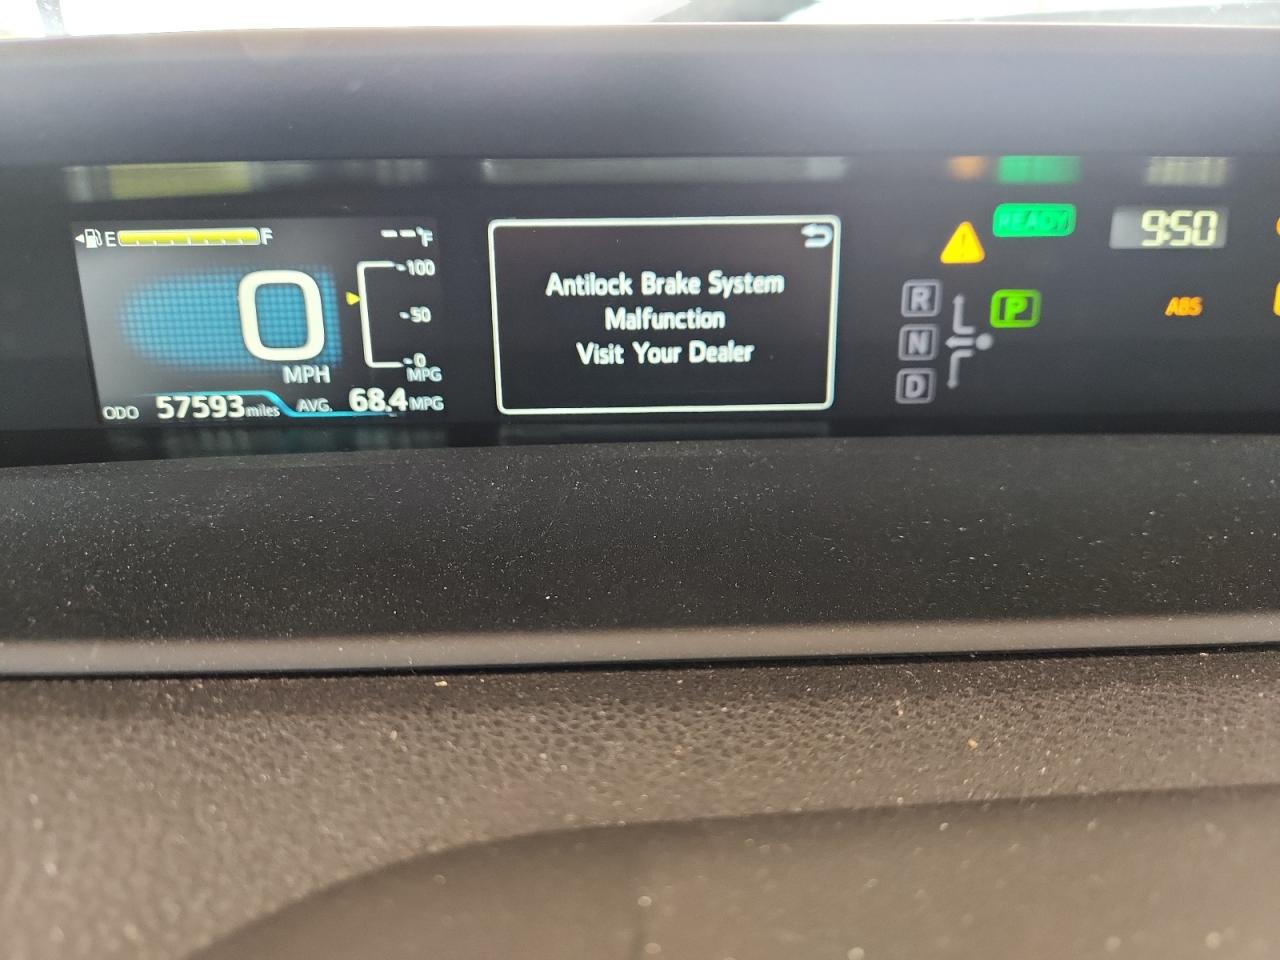 E F
--°F
100
0
50
0
MPH
MPG
ODO 57593 miles
AVG. 68.4 MPG
Antilock Brake System
Malfunction
Visit Your Dealer
!
READY
9:50
R
P
N
D
ABS